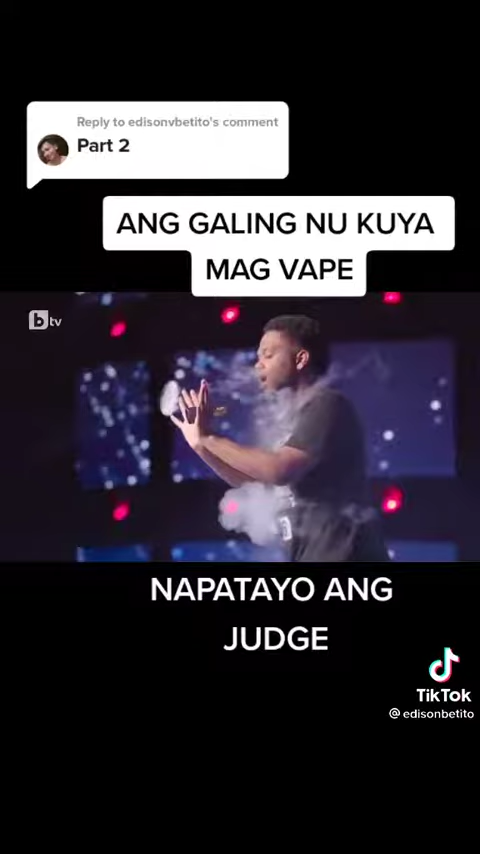 Reply to edisonvbetito's comment
Part 2
ANG GALING NU KUYA
MAG VAPE
btv
NAPATAYO ANG
JUDGE
TikTok
@edisonbetito